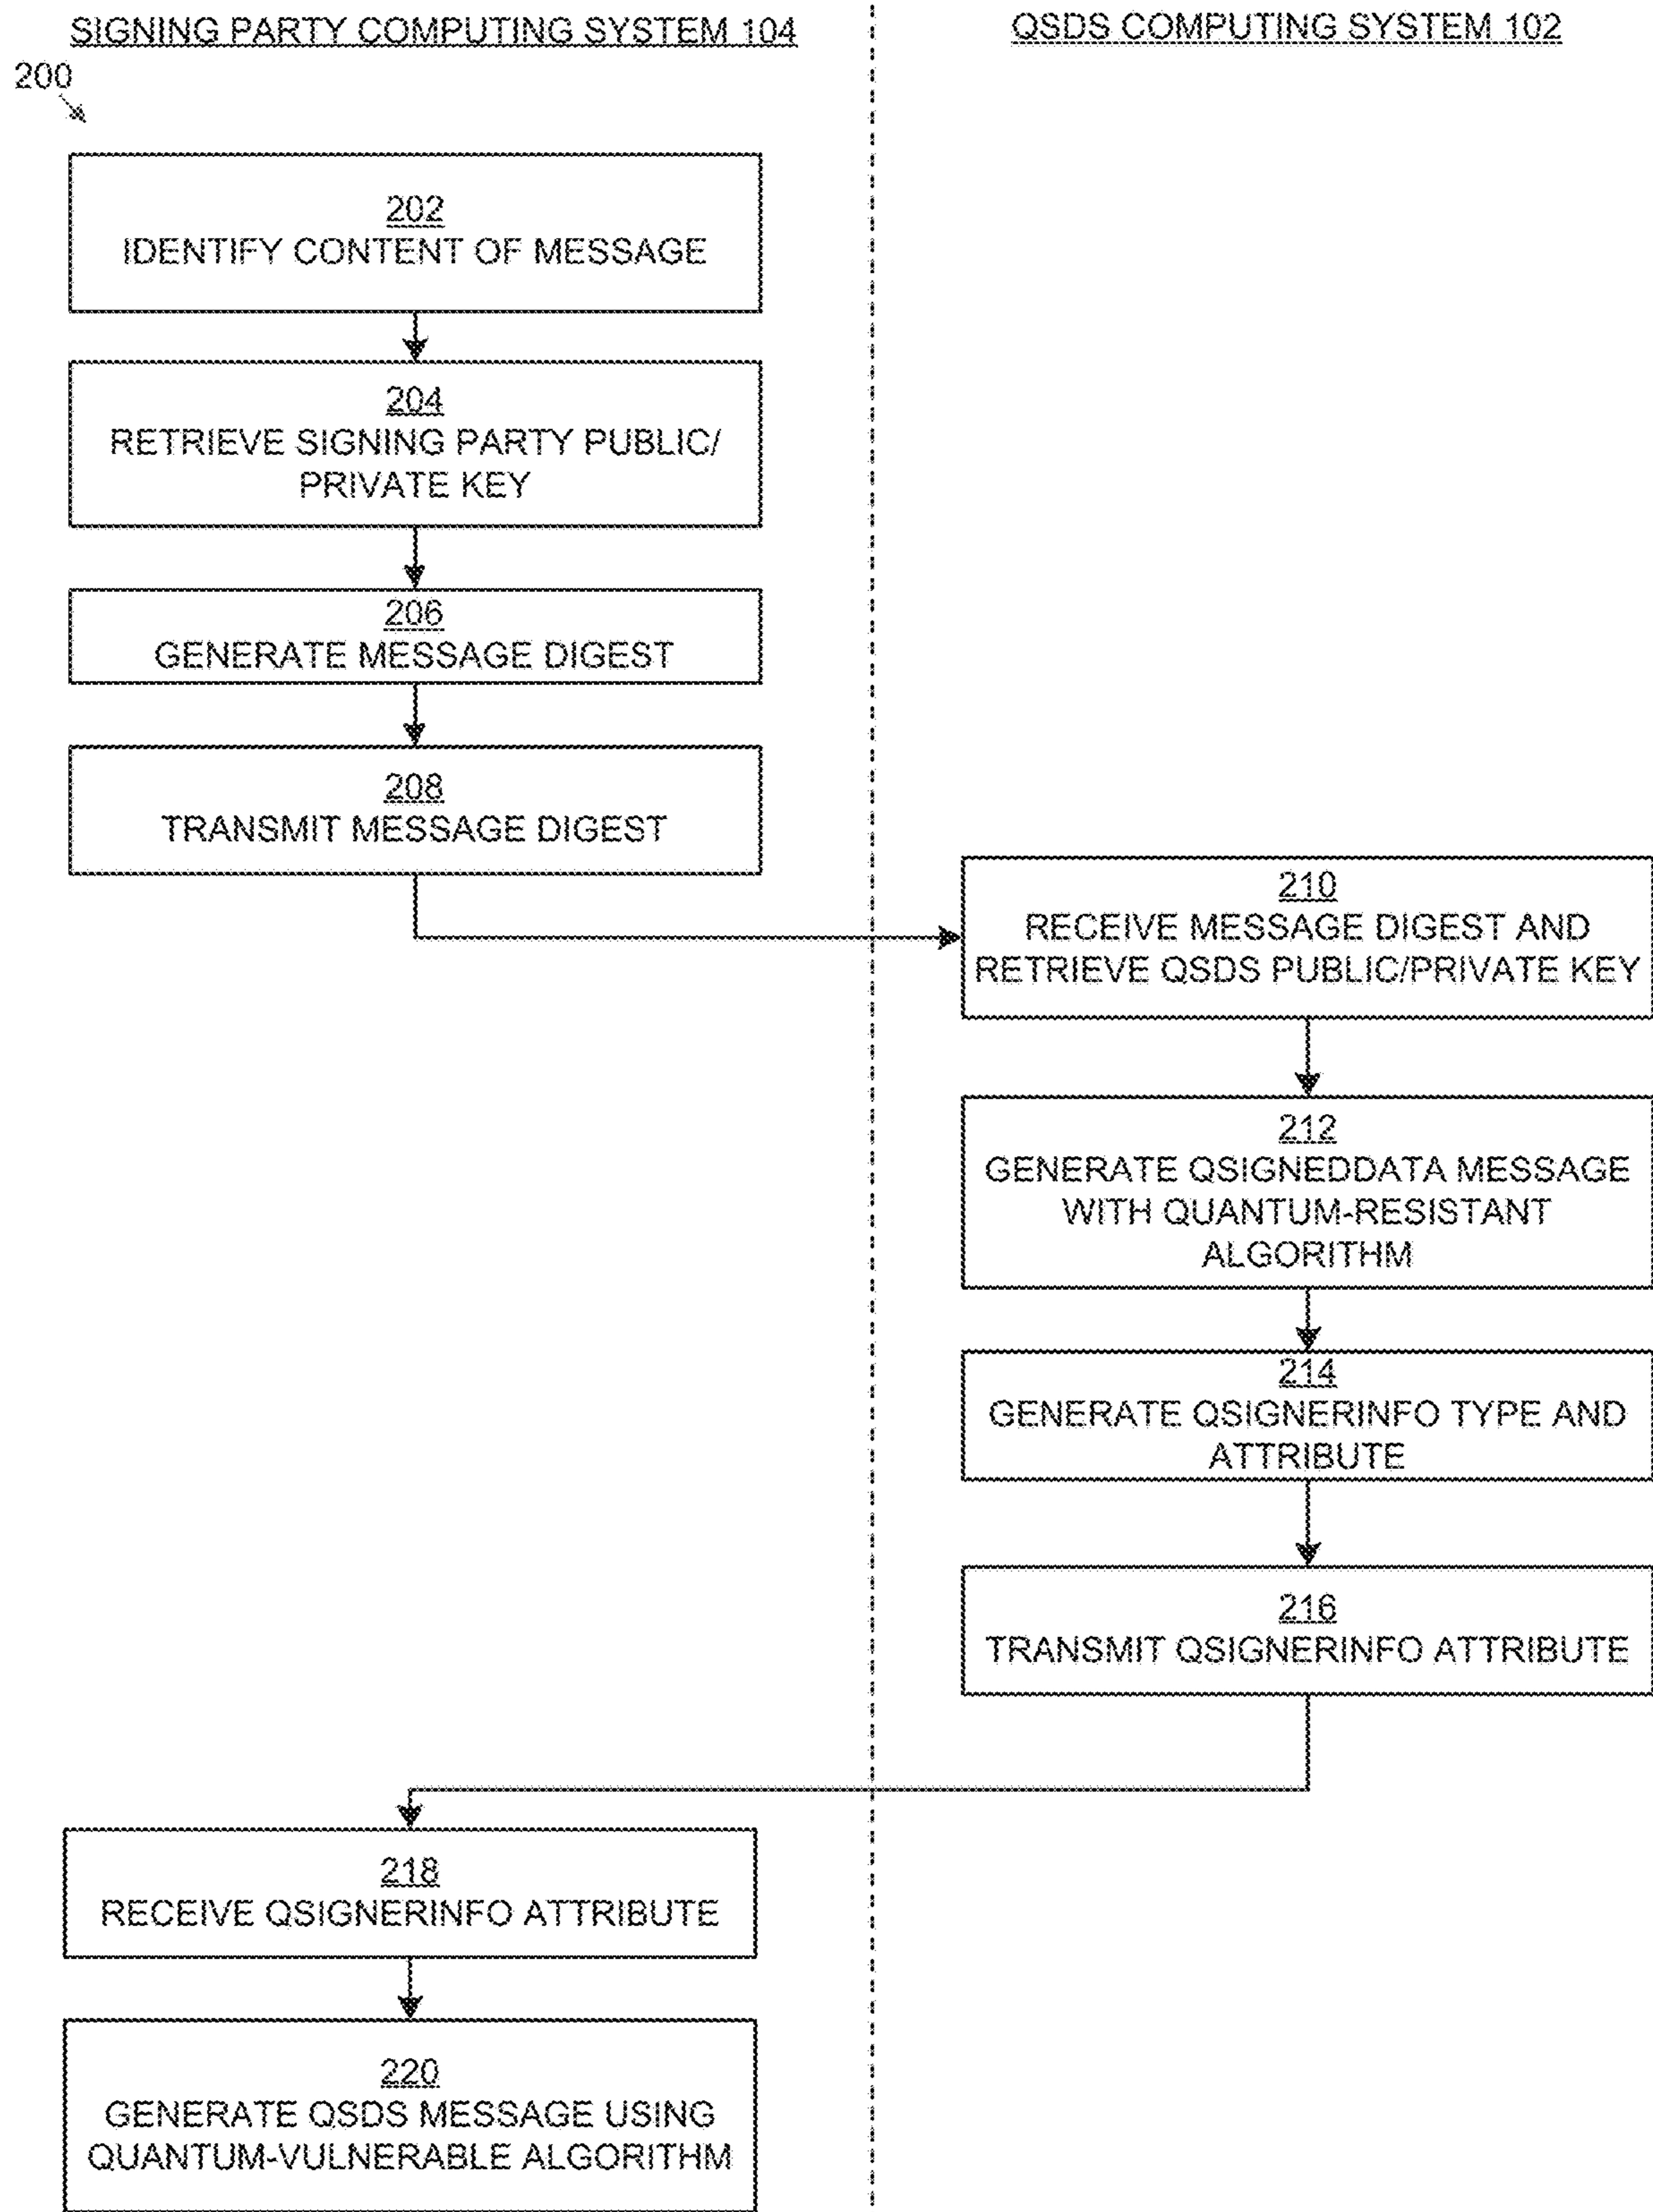 SIGNING PARTY COMPUTING SYSTEM 104
QSDS COMPUTING SYSTEM 102
200
202
IDENTIFY CONTENT OF MESSAGE
204
RETRIEVE SIGNING PARTY PUBLIC/
PRIVATE KEY
206
GENERATE MESSAGE DIGEST
208
TRANSMIT MESSAGE DIGEST
210
RECEIVE MESSAGE DIGEST AND
RETRIEVE QSDS PUBLIC/PRIVATE KEY
212
GENERATE QSIGNEDDATA MESSAGE
WITH QUANTUM-RESISTANT
ALGORITHM
214
GENERATE QSIGNERINFO TYPE AND
ATTRIBUTE
216
TRANSMIT QSIGNERINFO ATTRIBUTE
218
RECEIVE QSIGNERINFO ATTRIBUTE
220
GENERATE QSDS MESSAGE USING
QUANTUM-VULNERABLE ALGORITHM